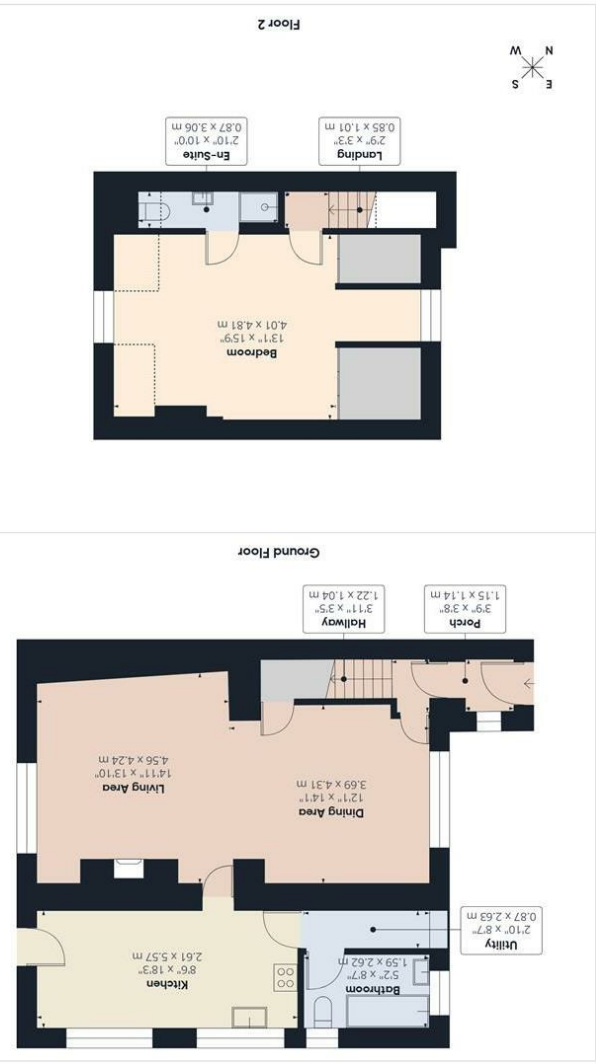 Bathroom
5'2" x 8'7"
1.59 x 2.62 m
Kitchen
8'6" x 18'3"
2.61 x 5.57 m
Utility
2'10" x 8'7"
0.87 x 2.63 m
Dining Area
12'1" x 14'1"
3.69 x 4.31 m
Living Area
14'11" x 13'10"
4.56 x 4.24 m
Porch
3'9" x 3'8"
1.15 x 1.14 m
Hallway
3'11" x 3'5"
1.22 x 1.04 m
Ground Floor
Bedroom
13'1" x 15'9"
4.01 x 4.81 m
Landing
2'9" x 3'3"
0.85 x 1.01 m
En-Suite
2'10" x 10'0"
0.87 x 3.06 m
E S
N W
Floor 2